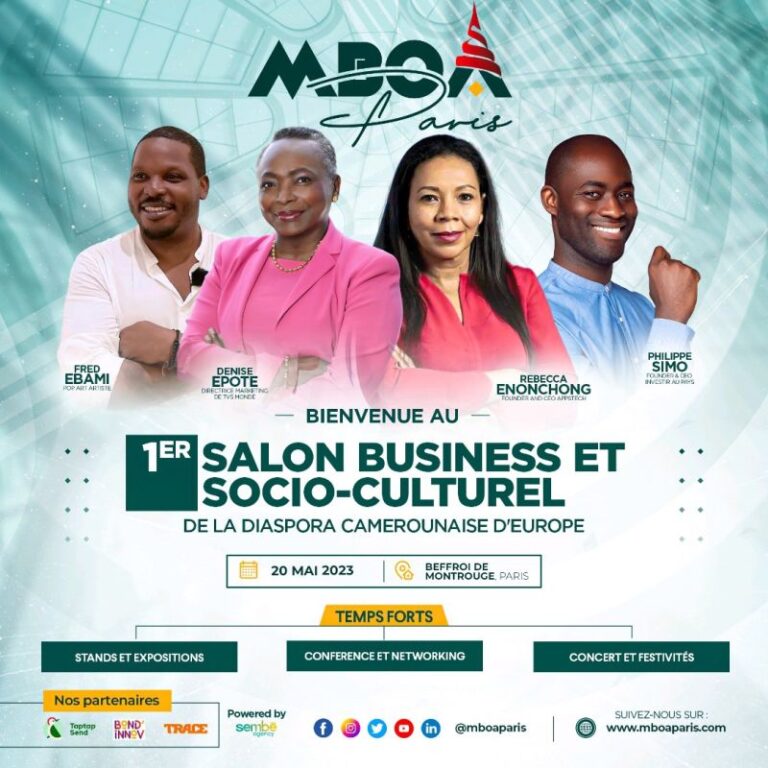 MBOA
Paris
FRED
EBAMI
POP ART ARTISTE
DENISE
EPOTE
DIRECTRICE MARKETING
DE TV5 MONDE
REBECCA
ENONCHONG
FOUNDER AND CEO APPSTECH
PHILIPPE
SIMO
FOUNDER & CEO
INVESTIR AU PAYS
BIENVENUE AU
1ER SALON BUSINESS ET
SOCIO-CULTUREL
DE LA DIASPORA CAMEROUNAISE D'EUROPE
20 MAI 2023
BEFFROI DE
MONTROUGE, PARIS
TEMPS FORTS
STANDS ET EXPOSITIONS
CONFERENCE ET NETWORKING
CONCERT ET FESTIVITÉS
Nos partenaires
Taptap
Send
BOND'
INNOV
TRACE
Powered by
sembē
agency
@mboaparis
SUIVEZ-NOUS SUR :
www.mboaparis.com